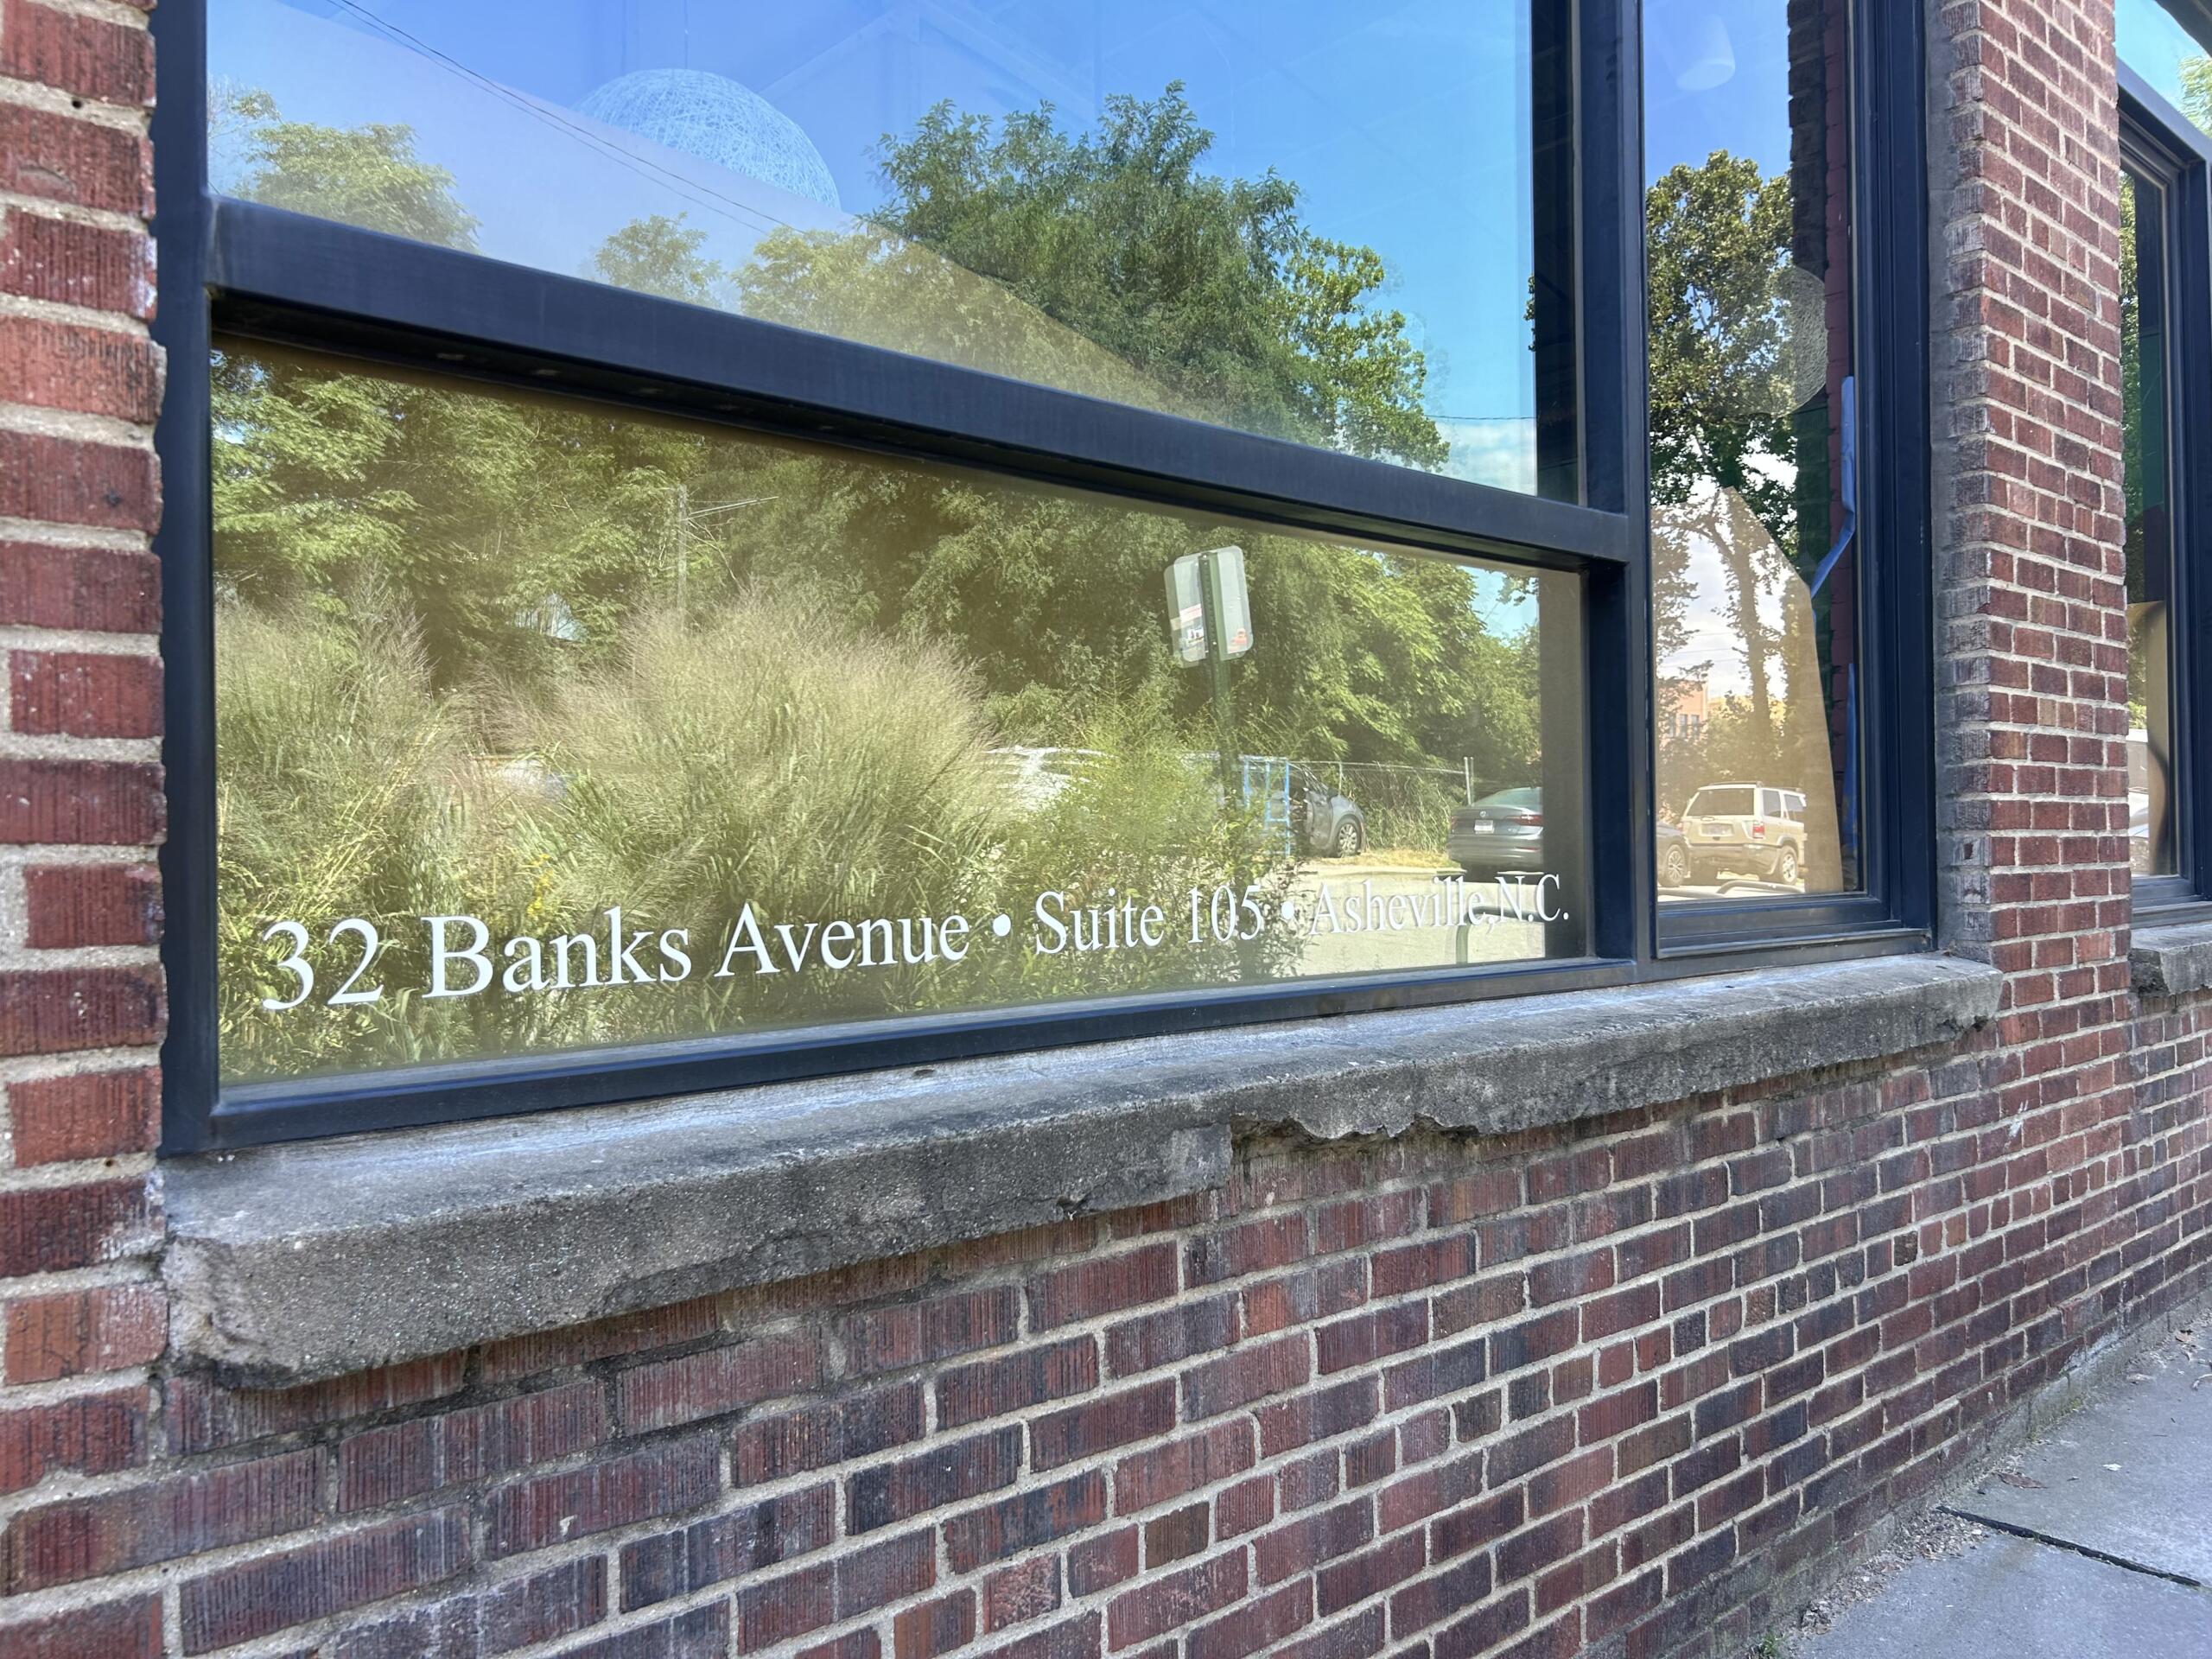 32 Banks Avenue • Suite 105 • Asheville,N.C.